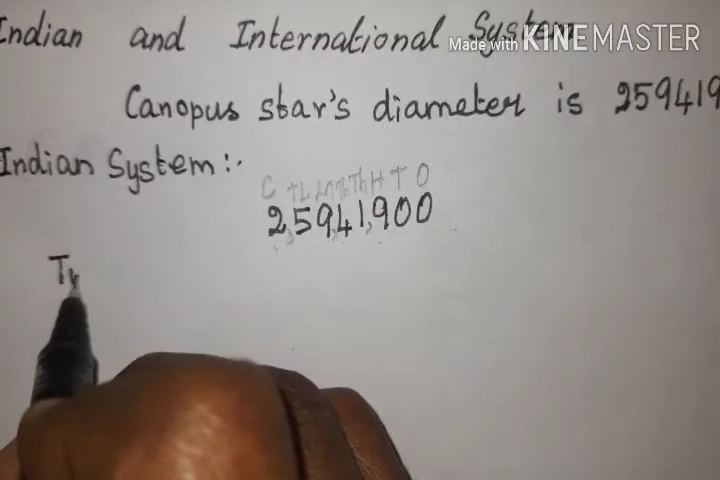 Indian and International System
Made with KINEMASTER
Canopus star's diameter is 259419
Indian System:-
C TL L TTh Th H T O
2,59,41,900